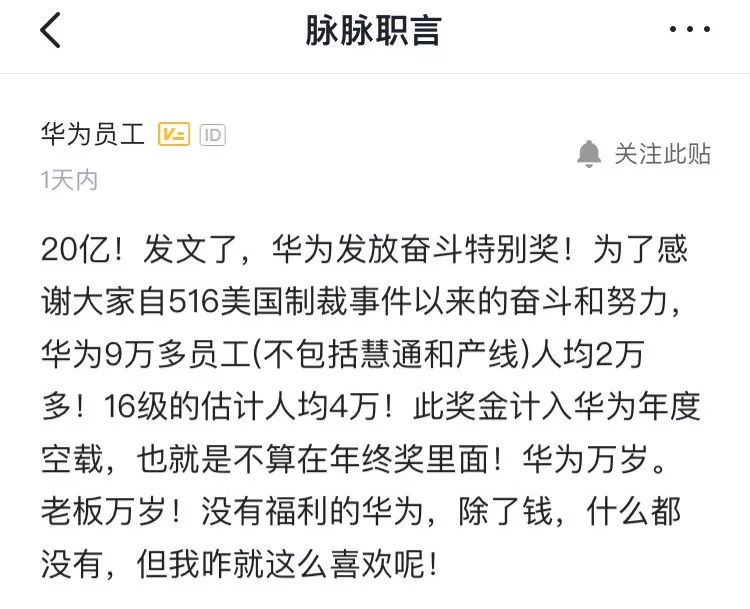 脉脉职言
华为员工 V= ID
1天内
关注此贴
20亿！发文了，华为发放奋斗特别奖！为了感
谢大家自516美国制裁事件以来的奋斗和努力，
华为9万多员工(不包括慧通和产线)人均2万
多！16级的估计人均4万！此奖金计入华为年度
空载，也就是不算在年终奖里面！华为万岁。
老板万岁！没有福利的华为，除了钱，什么都
没有，但我咋就这么喜欢呢！